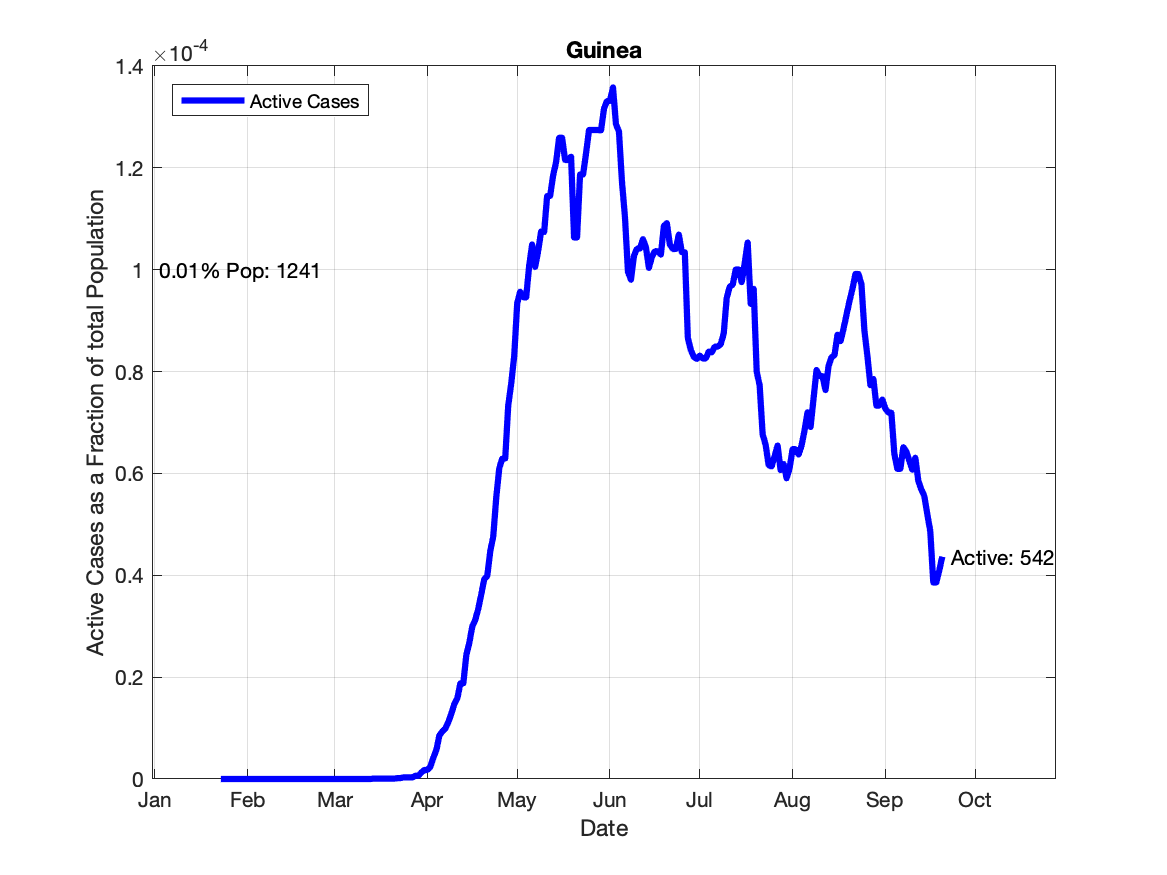 Guinea
×10⁻⁴
1.4
1.2
1
0.8
0.6
0.4
0.2
0
Active Cases as a Fraction of total Population
Active Cases
0.01% Pop: 1241
Active: 542
Jan Feb Mar Apr May Jun Jul Aug Sep Oct
Date